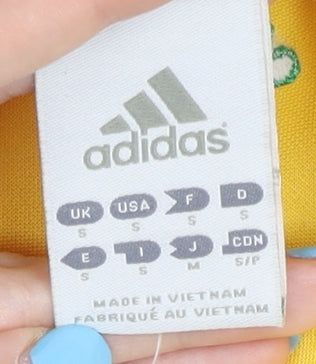 adidas
UK USA F D
S S S S
E I J CDN
S S M S/P
MADE IN VIETNAM
FABRIQUÉ AU VIETNAM